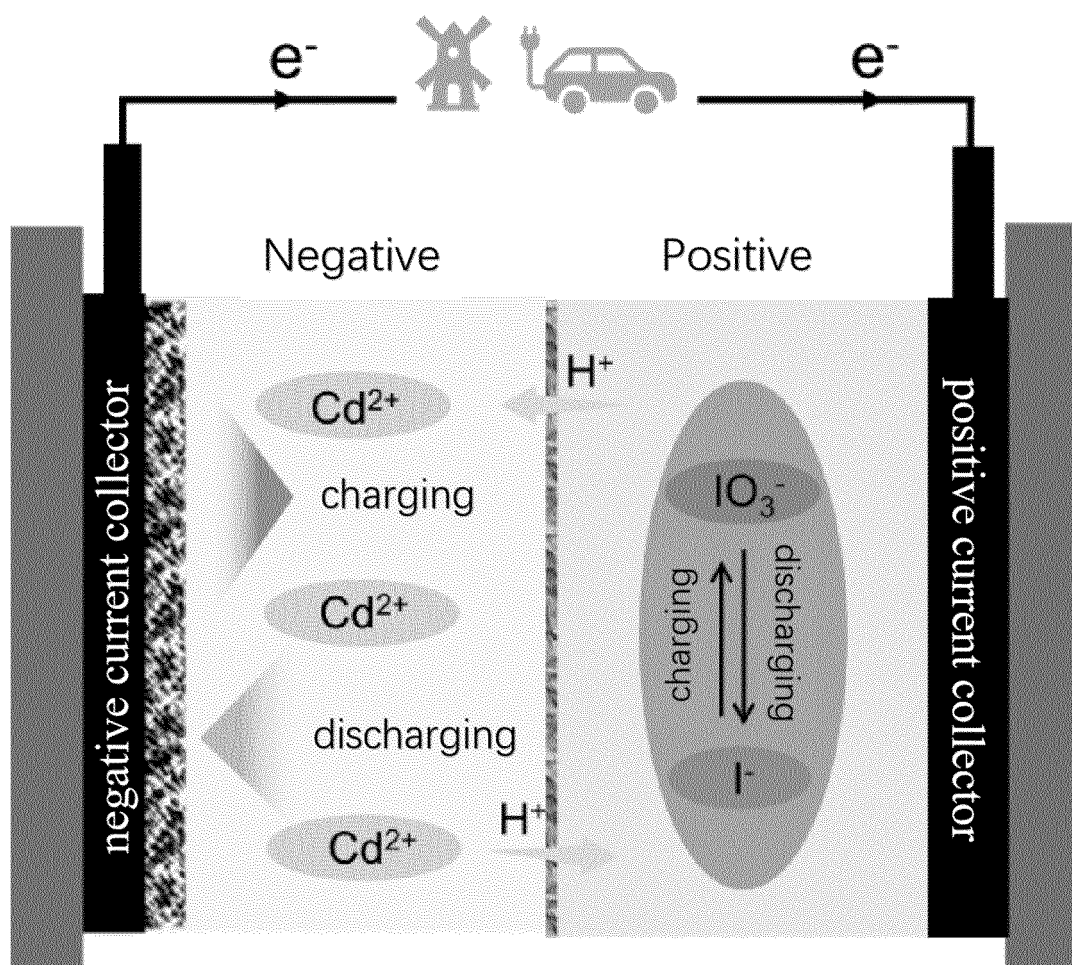 e⁻
e⁻
Negative
Positive
negative current collector
Cd²⁺
charging
Cd²⁺
discharging
Cd²⁺
H⁺
H⁺
IO₃⁻
charging
discharging
I⁻
positive current collector